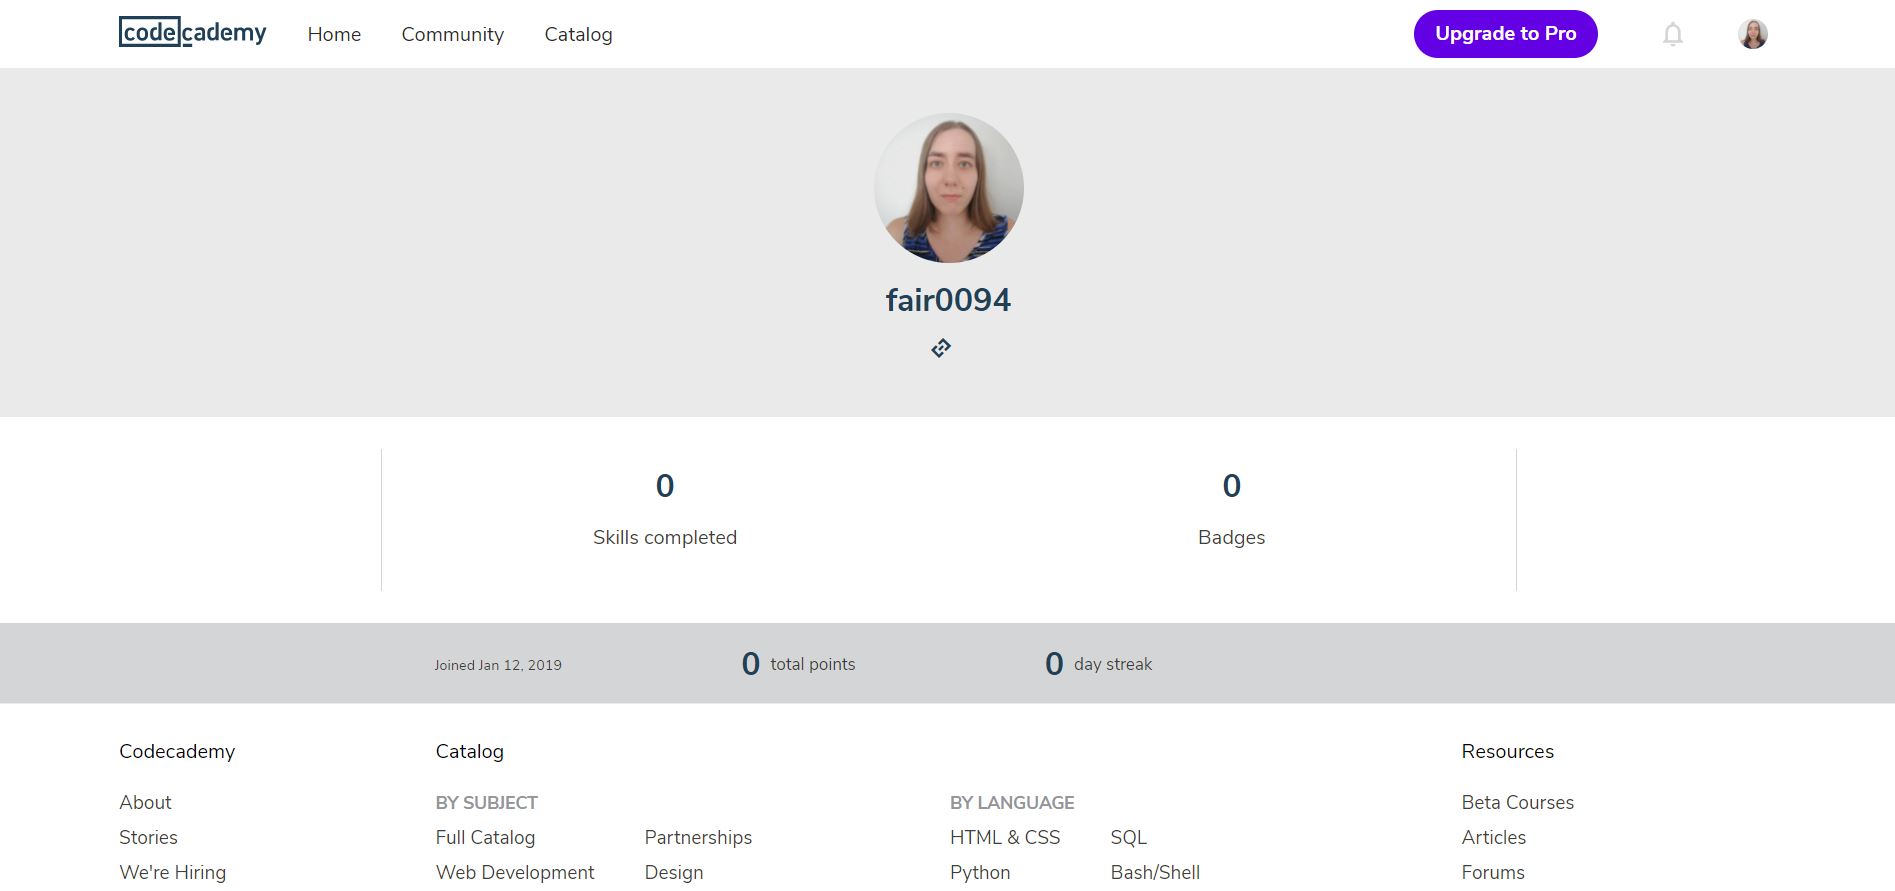 codecademy
Home
Community
Catalog
Upgrade to Pro
fair0094
0
Skills completed
0
Badges
Joined Jan 12, 2019
0 total points
0 day streak
Codecademy
About
Stories
We're Hiring
Catalog
BY SUBJECT
Full Catalog
Web Development
Partnerships
Design
BY LANGUAGE
HTML & CSS
Python
SQL
Bash/Shell
Resources
Beta Courses
Articles
Forums